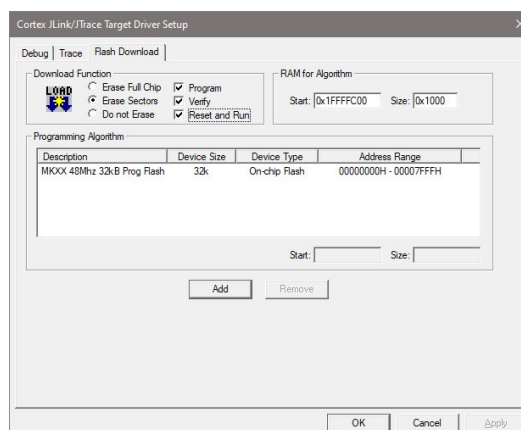 Cortex JLink/JTrace Target Driver Setup
Debug Trace Flash Download
Download Function
LOAD
Erase Full Chip Program
Erase Sectors Verify
Do not Erase Reset and Run
RAM for Algorithm
Start: 0x1FFFFC00 Size: 0x1000
Programming Algorithm
Description Device Size Device Type Address Range
MKXX 48Mhz 32kB Prog Flash 32k On-chip Flash 00000000H - 00007FFFH
Start: Size:
Add Remove
OK Cancel Apply